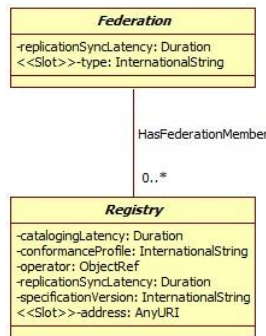 Federation
-replicationSyncLatency: Duration
<<Slot>>-type: InternationalString
HasFederationMember
0..*
Registry
-catalogingLatency: Duration
-conformanceProfile: InternationalString
-operator: ObjectRef
-replicationSyncLatency: Duration
-specificationVersion: InternationalString
<<Slot>>-address: AnyURI